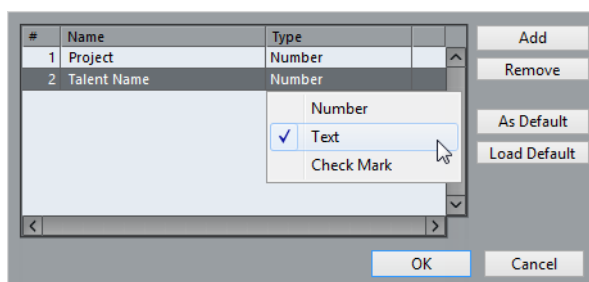 # Name Type Add
1 Project Number
Remove
2 Talent Name Number
Number
As Default
✓ Text
Load Default
Check Mark
OK Cancel